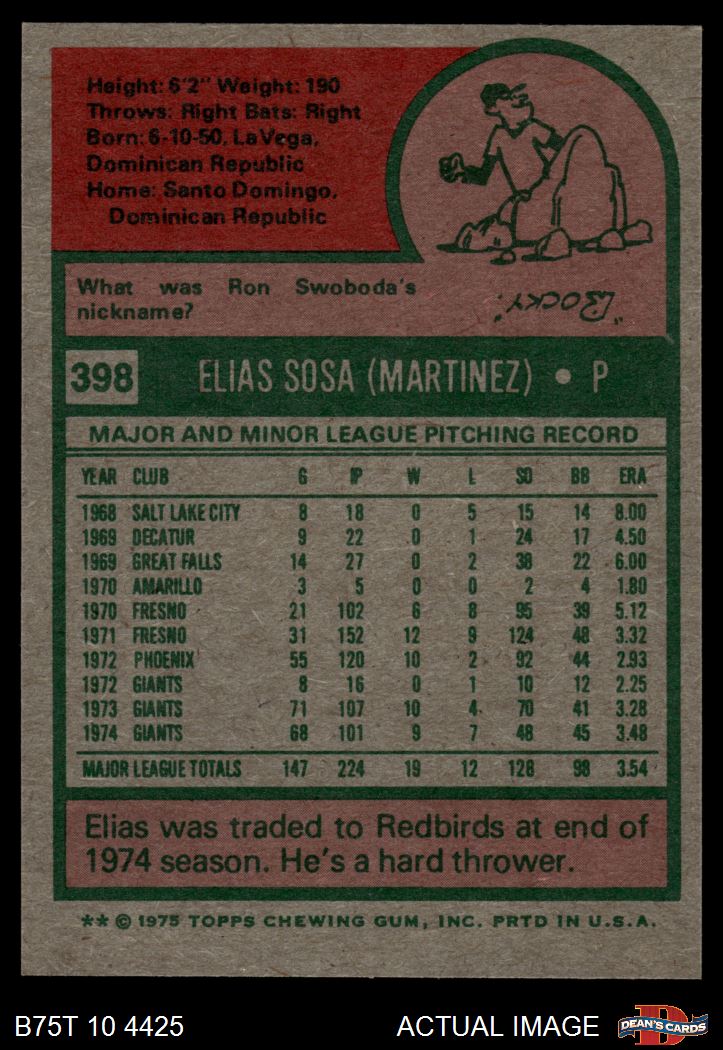 Height: 6'2" Weight: 190
Throws: Right Bats: Right
Born: 6-10-50, LaVega,
Dominican Republic
Home: Santo Domingo,
Dominican Republic
What was Ron Swoboda's
nickname?
"Rocky."
398 ELIAS SOSA (MARTINEZ) • P
MAJOR AND MINOR LEAGUE PITCHING RECORD
YEAR CLUB G IP W L SO BB ERA
1968 SALT LAKE CITY 8 18 0 5 15 14 8.00
1969 DECATUR 9 22 0 1 24 17 4.50
1969 GREAT FALLS 14 27 0 2 38 22 6.00
1970 AMARILLO 3 5 0 0 2 4 1.80
1970 FRESNO 21 102 6 8 95 39 5.12
1971 FRESNO 31 152 12 9 124 48 3.32
1972 PHOENIX 55 120 10 2 92 44 2.93
1972 GIANTS 8 16 0 1 10 12 2.25
1973 GIANTS 71 107 10 4 70 41 3.28
1974 GIANTS 68 101 9 7 48 45 3.48
MAJOR LEAGUE TOTALS 147 224 19 12 128 98 3.54
Elias was traded to Redbirds at end of
1974 season. He's a hard thrower.
** © 1975 TOPPS CHEWING GUM, INC. PRTD IN U.S.A.
B75T 10 4425 ACTUAL IMAGE D DEAN'S CARDS